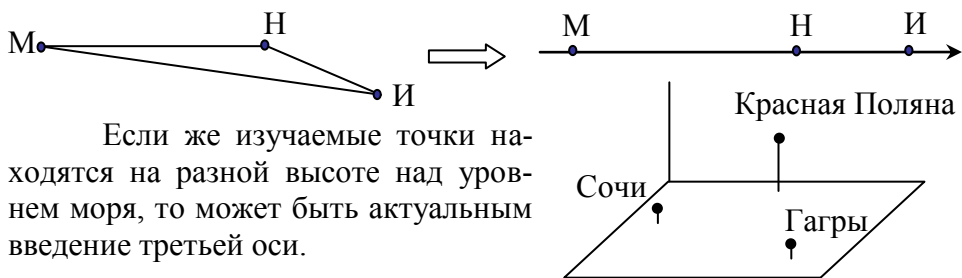 М Н И
М Н И
Если же изучаемые точки на-
ходятся на разной высоте над уров-
нем моря, то может быть актуальным
введение третьей оси.
Красная Поляна
Сочи
Гагры